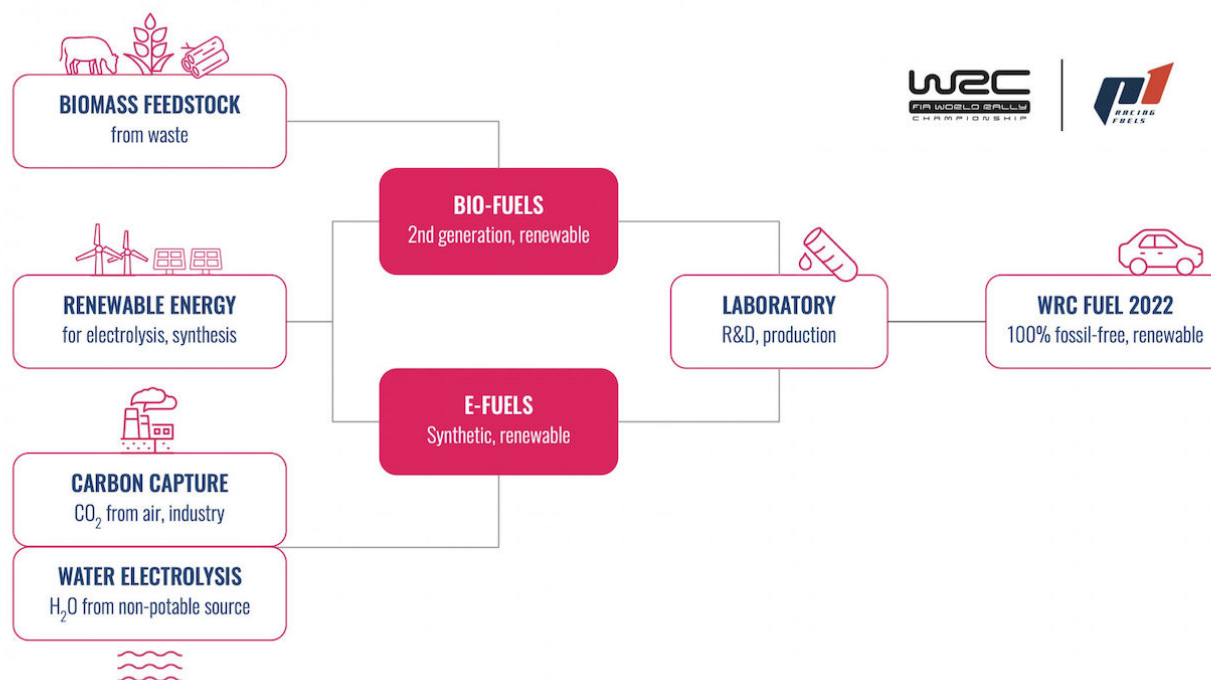 BIOMASS FEEDSTOCK
from waste
WRC
FIA WORLD RALLY
CHAMPIONSHIP
P1
RACING
FUELS
BIO-FUELS
2nd generation, renewable
RENEWABLE ENERGY
for electrolysis, synthesis
LABORATORY
R&D, production
WRC FUEL 2022
100% fossil-free, renewable
E-FUELS
Synthetic, renewable
CARBON CAPTURE
CO₂ from air, industry
WATER ELECTROLYSIS
H₂O from non-potable source